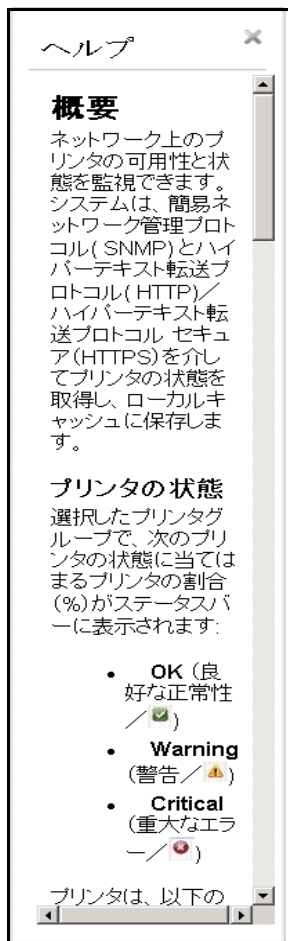 ヘルプ
概要
ネットワーク上のプ
リンタの可用性と状
態を監視できます。
システムは、簡易ネ
ットワーク管理プロト
コル( SNMP)とハイ
パーテキスト転送プ
ロトコル( HTTP)／
ハイパーテキスト転
送プロトコル セキュ
ア(HTTPS)を介し
てプリンタの状態を
取得し、ローカルキ
ャッシュに保存しま
す。
プリンタの状態
選択したプリンタグ
ループで、次のプリ
ンタの状態に当ては
まるプリンタの割合
(%)がステータスバ
ーに表示されます:
• OK (良
好な正常性
／)
• Warning
(警告／)
• Critical
(重大なエラ
ー／)
プリンタは、以下の